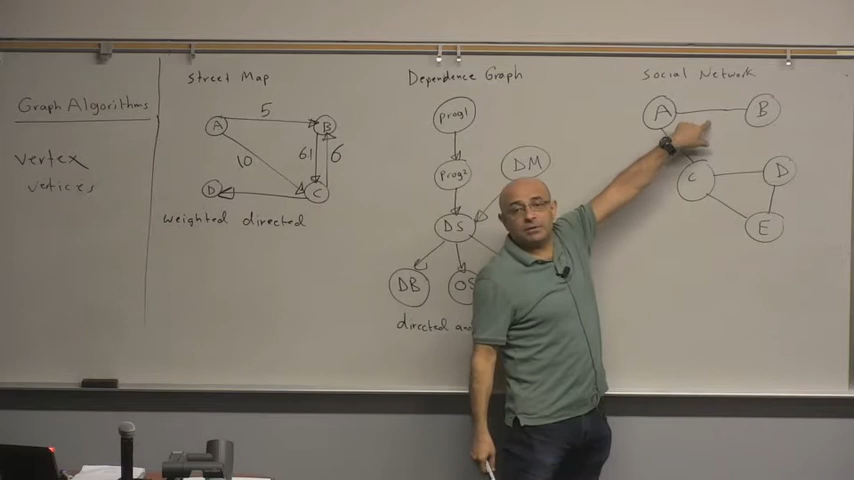 Graph Algorithms
vertex
vertices
Street Map
A
5
B
10
61
6
D
C
weighted directed
Dependence Graph
prog1
prog2
DM
DS
DB
OS
directed
Social Network
A
B
C
D
E